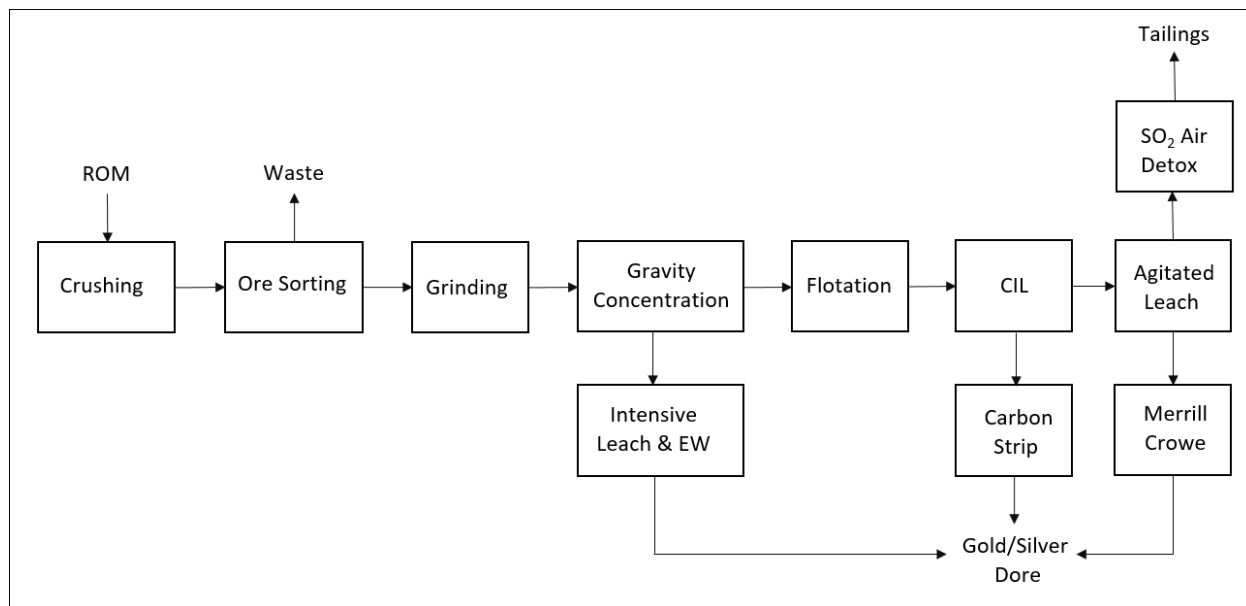 Tailings
SO₂ Air
Detox
ROM
Waste
Crushing
Ore Sorting
Grinding
Gravity
Concentration
Flotation
CIL
Agitated
Leach
Intensive
Leach & EW
Carbon
Strip
Merrill
Crowe
Gold/Silver
Dore